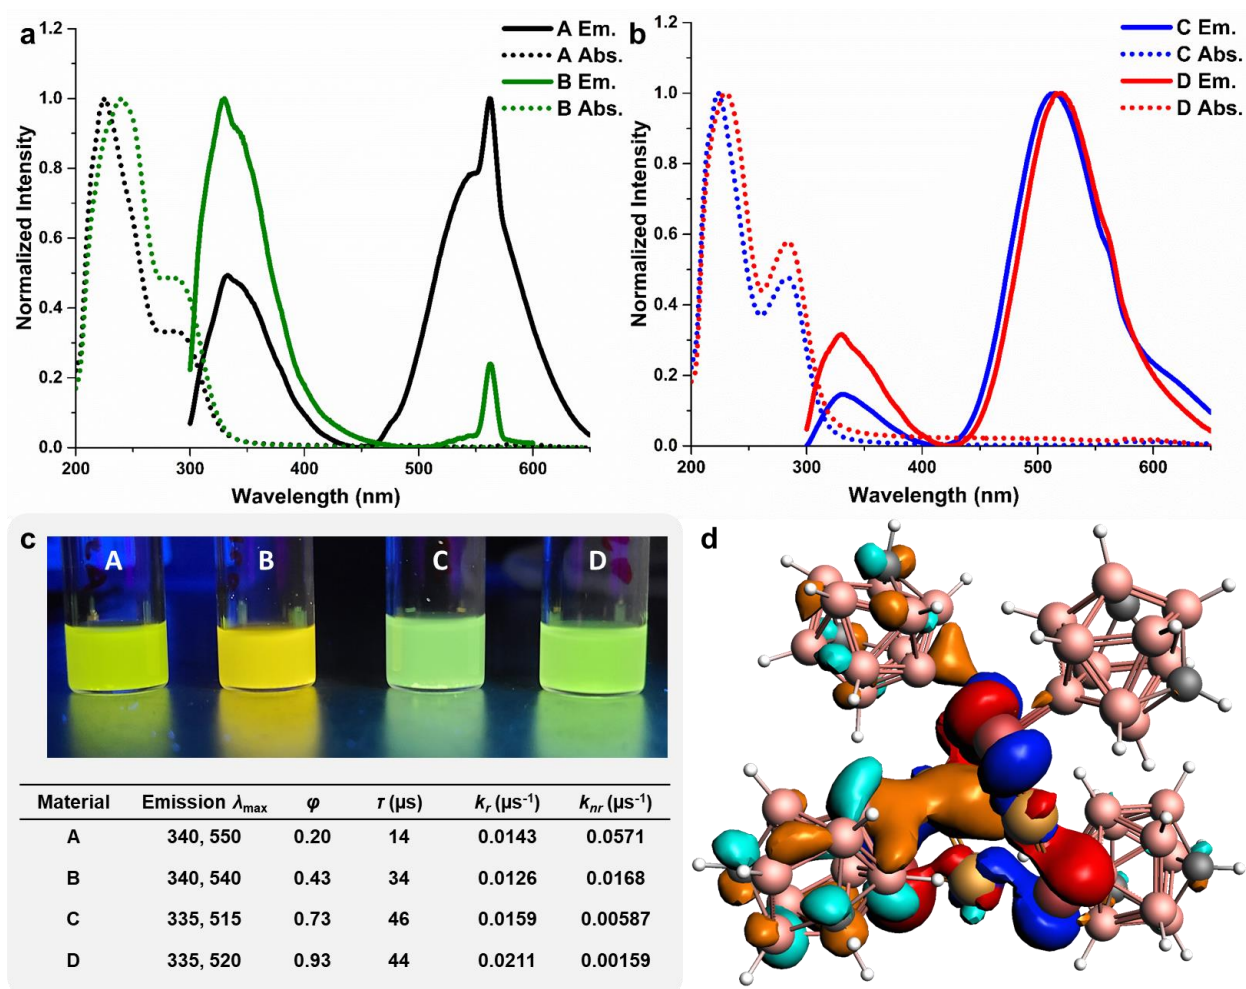 a
1.2
1.0
0.8
0.6
0.4
0.2
0.0
200 300 400 500 600
Normalized Intensity
Wavelength (nm)
A Em.
A Abs.
B Em.
B Abs.
b
1.2
1.0
0.8
0.6
0.4
0.2
0.0
200 300 400 500 600
Normalized Intensity
Wavelength (nm)
C Em.
C Abs.
D Em.
D Abs.
c
A B C D
Material Emission λmax φ τ (µs) kr (µs⁻¹) knr (µs⁻¹)
A 340, 550 0.20 14 0.0143 0.0571
B 340, 540 0.43 34 0.0126 0.0168
C 335, 515 0.73 46 0.0159 0.00587
D 335, 520 0.93 44 0.0211 0.00159
d